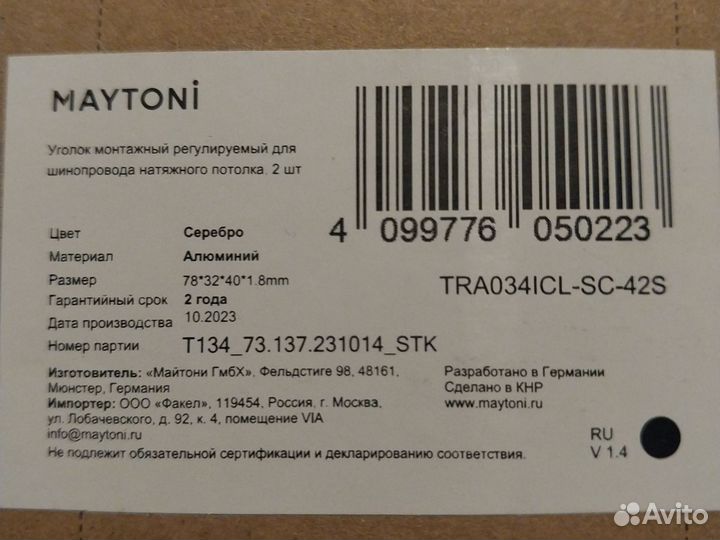 MAYTONi
Уголок монтажный регулируемый для
шинопровода натяжного потолка. 2 шт
4 099776 050223
TRA034ICL-SC-42S
Цвет Серебро
Материал Алюминий
Размер 78*32*40*1.8mm
Гарантийный срок 2 года
Дата производства 10.2023
Номер партии T134_73.137.231014_STK
Изготовитель: «Майтони ГмбХ», Фельдстиге 98, 48161,
Мюнстер, Германия
Импортер: ООО «Факел», 119454, Россия, г. Москва,
ул. Лобачевского, д. 92, к. 4, помещение VIA
info@maytoni.ru
Разработано в Германии
Сделано в КНР
www.maytoni.ru
RU
V 1.4
Не подлежит обязательной сертификации и декларированию соответствия.
Avito